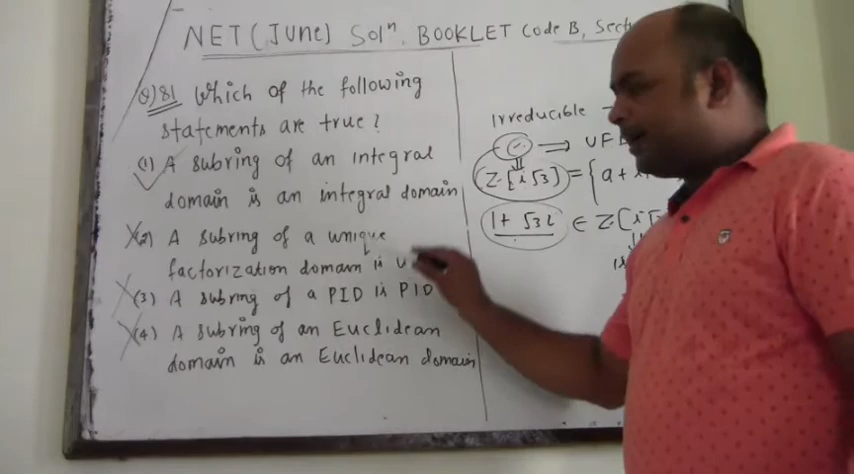 NET (June) Solⁿ. BOOKLET Code B, Sect
Q) 81 Which of the following
statements are true?
(1) A subring of an integral
domain is an integral domain
(2) A subring of a unique
factorization domain is U
(3) A subring of a PID is PID
(4) A subring of an Euclidean
domain is an Euclidean domain
Irreducible
⇒ UF
Z[i√3] = {a +
1 + √3i ∈ Z[i√